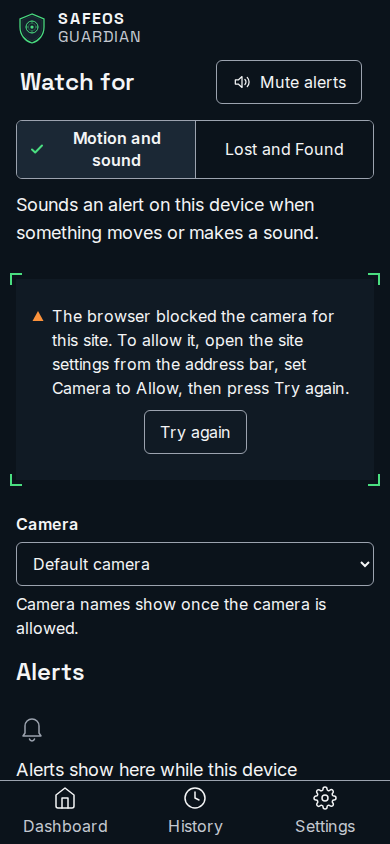 SAFEOS
GUARDIAN
Watch for
Mute alerts
Motion and
sound
Lost and Found
Sounds an alert on this device when
something moves or makes a sound.
The browser blocked the camera for
this site. To allow it, open the site
settings from the address bar, set
Camera to Allow, then press Try again.
Try again
Camera
Default camera
Camera names show once the camera is
allowed.
Alerts
Alerts show here while this device
Dashboard
History
Settings